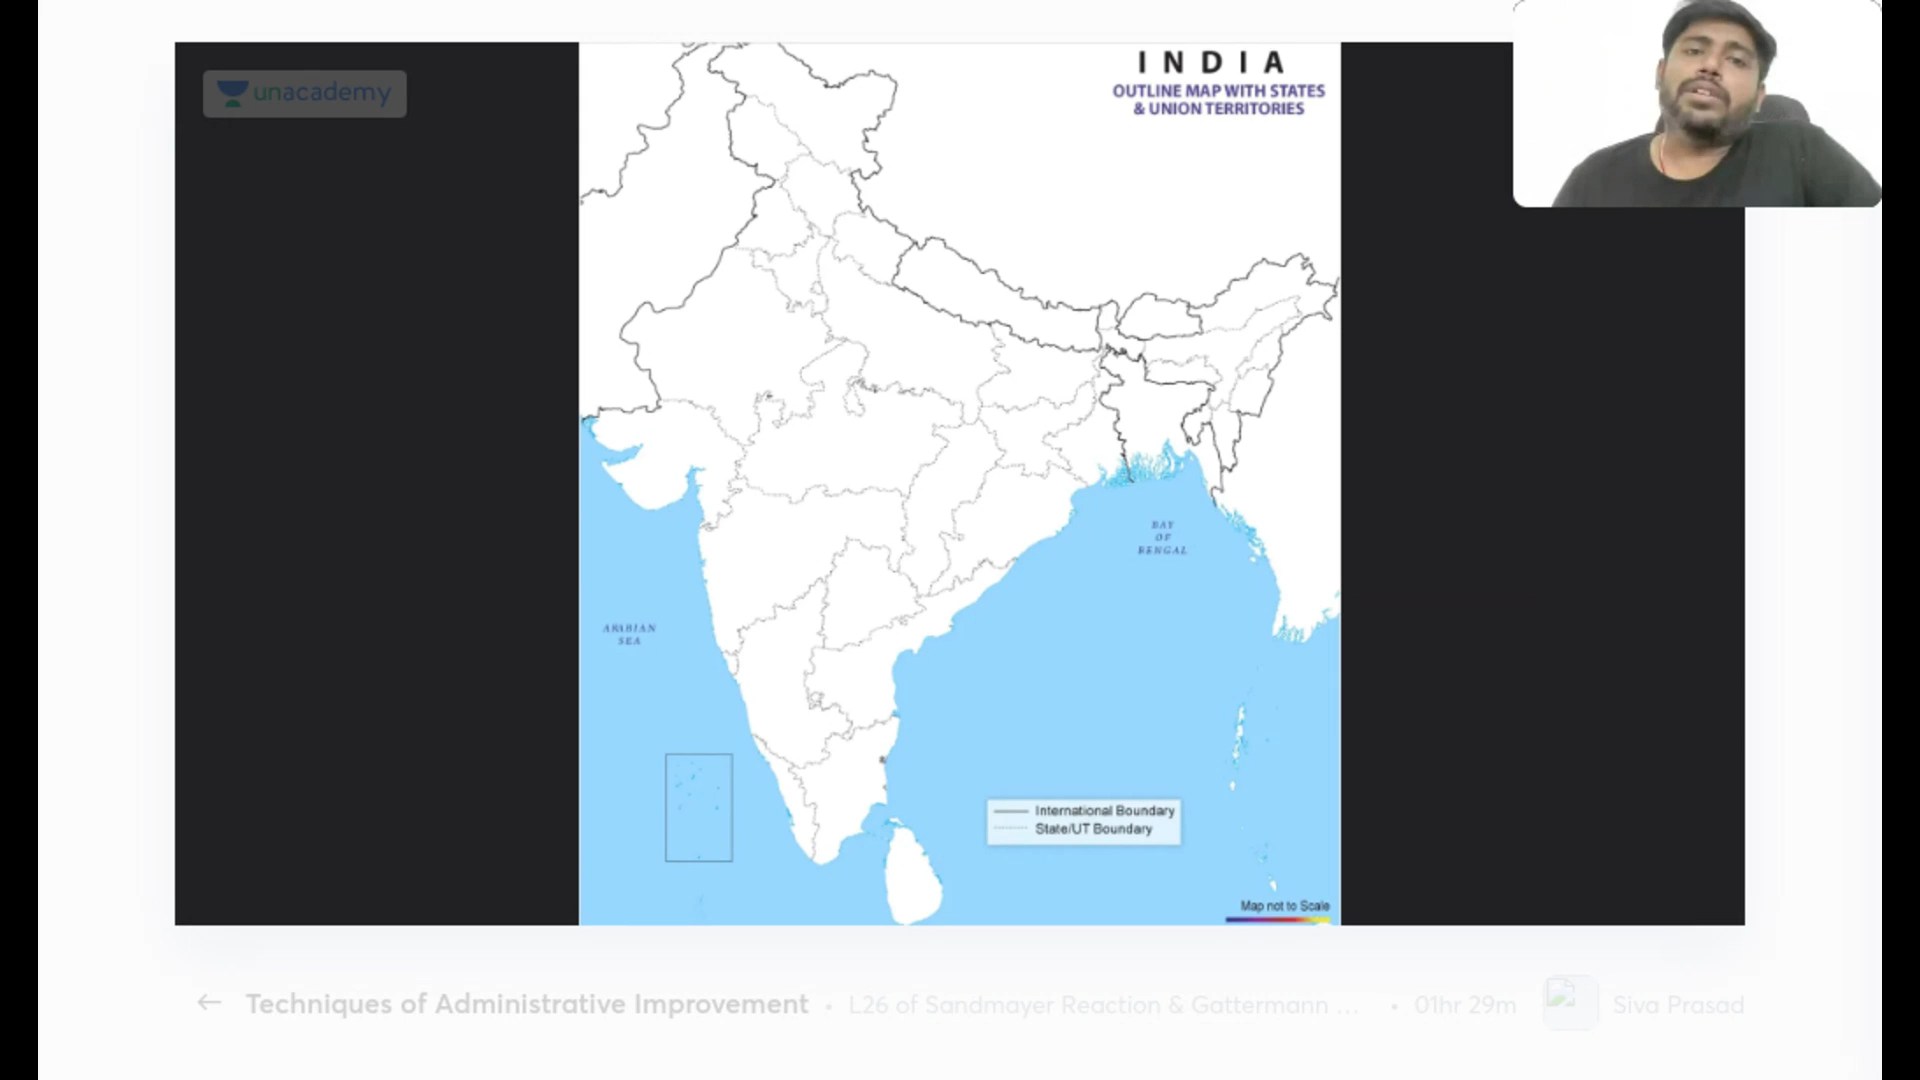 unacademy
INDIA
OUTLINE MAP WITH STATES
& UNION TERRITORIES
BAY
OF
BENGAL
ARABIAN
SEA
International Boundary
State/UT Boundary
Map not to Scale
← Techniques of Administrative Improvement • L26 of Sandmayer Reaction & Gattermann ... • 01hr 29m Siva Prasad